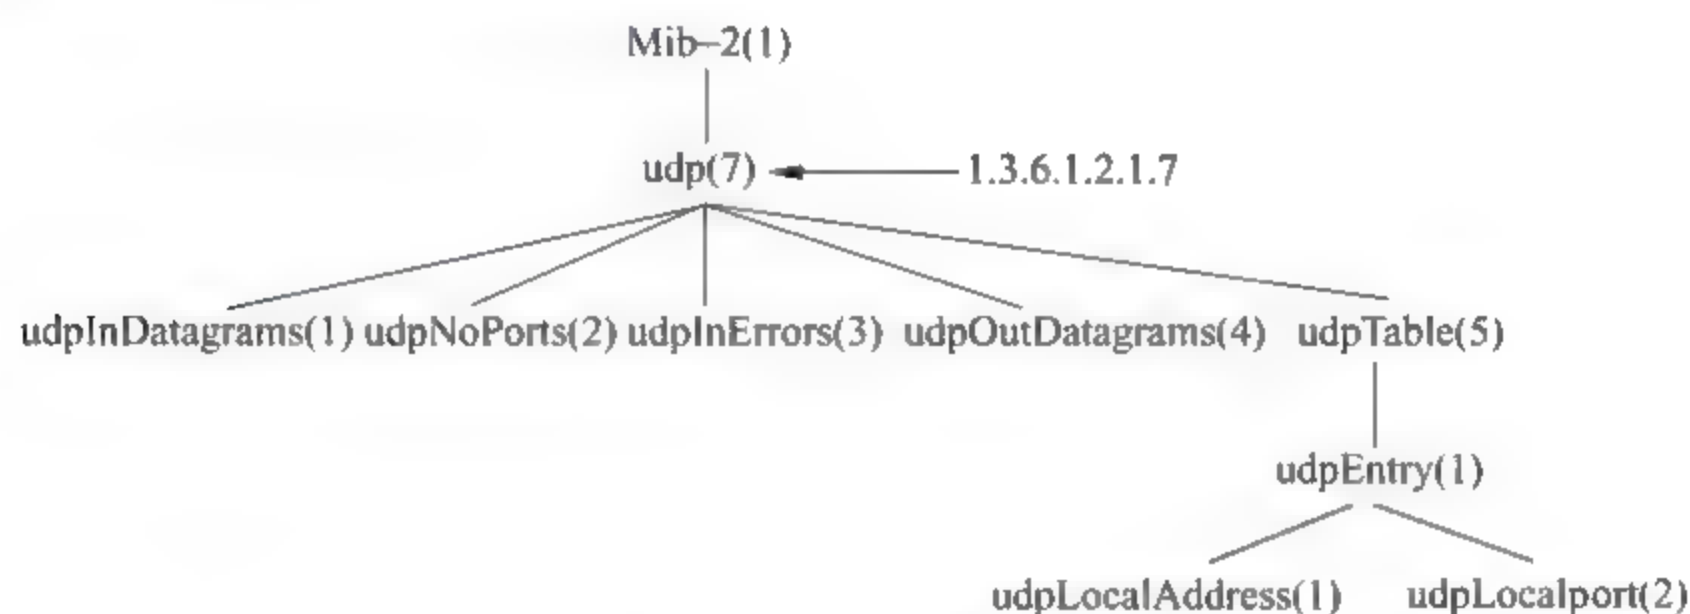 Mib-2(1)
udp(7) 1.3.6.1.2.1.7
udpInDatagrams(1) udpNoPorts(2) udpInErrors(3) udpOutDatagrams(4) udpTable(5)
udpEntry(1)
udpLocalAddress(1) udpLocalport(2)